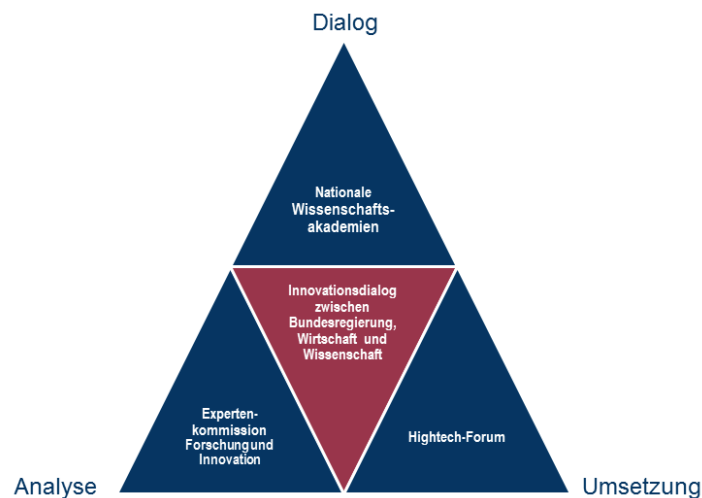 Dialog
Nationale
Wissenschafts-
akademien
Innovationsdialog
zwischen
Bundesregierung,
Wirtschaft und
Wissenschaft
Experten-
kommission
Forschung und
Innovation
Hightech-Forum
Analyse
Umsetzung